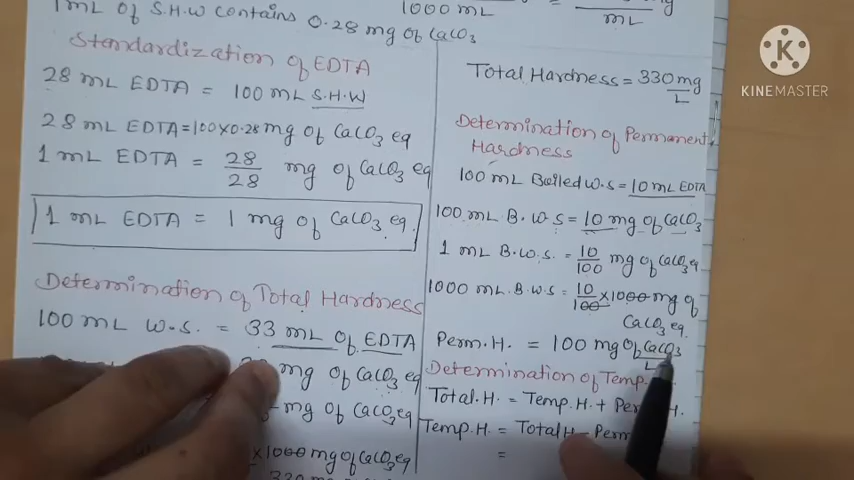 1mL of S.H.W contains 0.28 mg of CaCO3
Standardization of EDTA
28 mL EDTA = 100 mL S.H.W
28 mL EDTA = 100x0.28 mg of CaCO3 eq
1 mL EDTA = 28/28 mg of CaCO3 eq
1 mL EDTA = 1 mg of CaCO3 eq.
Determination of Total Hardness
100 mL W.S. = 33 mL of EDTA
mg of CaCO3 eq
mg of CaCO3 eq
x1000 mg of CaCO3 eq
1000 mL
mL
Total Hardness = 330 mg/L
Determination of Permanent
Hardness
100 mL Boiled W.S = 10 mL EDTA
100 mL B.W.S = 10 mg of CaCO3
1 mL B.W.S. = 10/100 mg of CaCO3 eq
1000 mL B.W.S = 10/100 x1000 mg of
CaCO3 eq.
Perm.H. = 100 mg of CaCO3
Determination of Temp
Total.H. = Temp.H + Per H.
Temp.H. = Total H - Perm
=
KINEMASTER